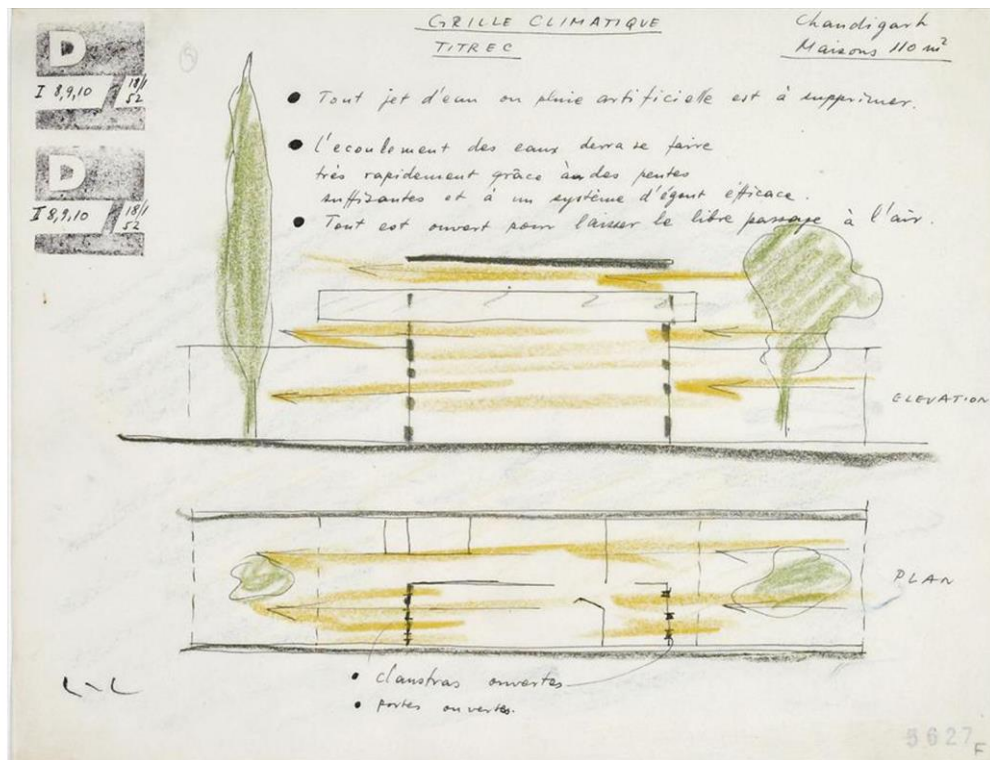 GRILLE CLIMATIQUE
TITRE C
Chandigarh
Maisons 110 m²
D
I 8,9,10
18/1
52
D
I 8,9,10
18/1
52
• Tout jet d'eau ou pluie artificielle est à supprimer.
• l'ecoulement des eaux devra se faire
très rapidement grâce à des pentes
suffisantes et à un système d'égout efficace.
• Tout est ouvert pour laisser le libre passage à l'air.
ELEVATION
PLAN
• claustras ouvertes
• portes ouvertes.
5627
F